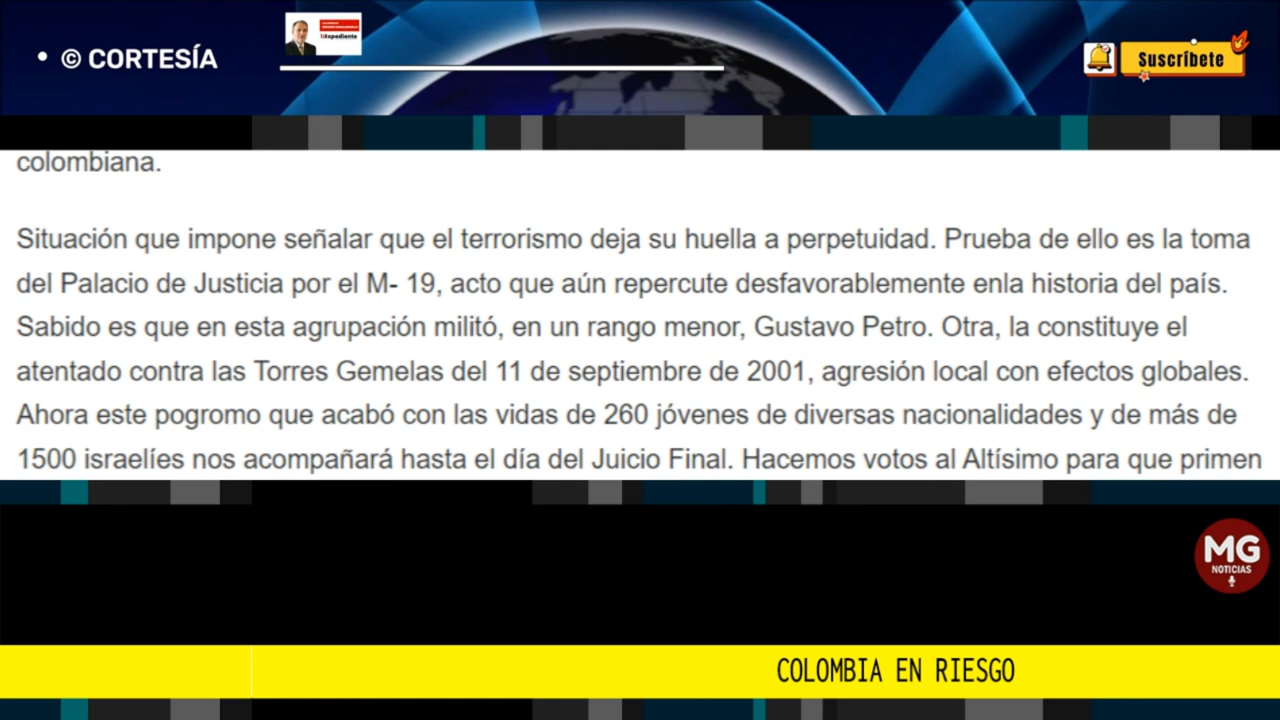 • © CORTESÍA
Expediente
Suscríbete
colombiana.
Situación que impone señalar que el terrorismo deja su huella a perpetuidad. Prueba de ello es la toma
del Palacio de Justicia por el M- 19, acto que aún repercute desfavorablemente enla historia del país.
Sabido es que en esta agrupación militó, en un rango menor, Gustavo Petro. Otra, la constituye el
atentado contra las Torres Gemelas del 11 de septiembre de 2001, agresión local con efectos globales.
Ahora este pogromo que acabó con las vidas de 260 jóvenes de diversas nacionalidades y de más de
1500 israelíes nos acompañará hasta el día del Juicio Final. Hacemos votos al Altísimo para que primen
MG
NOTICIAS
COLOMBIA EN RIESGO